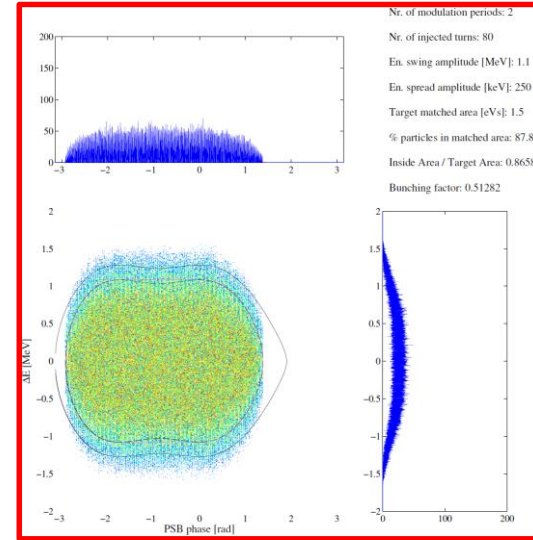 Nr. of modulation periods: 2
Nr. of injected turns: 80
En. swing amplitude [MeV]: 1.1
En. spread amplitude [keV]: 250
Target matched area [eVs]: 1.5
% particles in matched area: 87.8
Inside Area / Target Area: 0.8658
Bunching factor: 0.51282
200
150
100
50
0
−3 −2 −1 0 1 2 3
2
1.5
1
0.5
0
−0.5
−1
−1.5
−2
ΔE [MeV]
−3 −2 −1 0 1 2 3
PSB phase [rad]
2
1.5
1
0.5
0
−0.5
−1
−1.5
−2
0 100 200